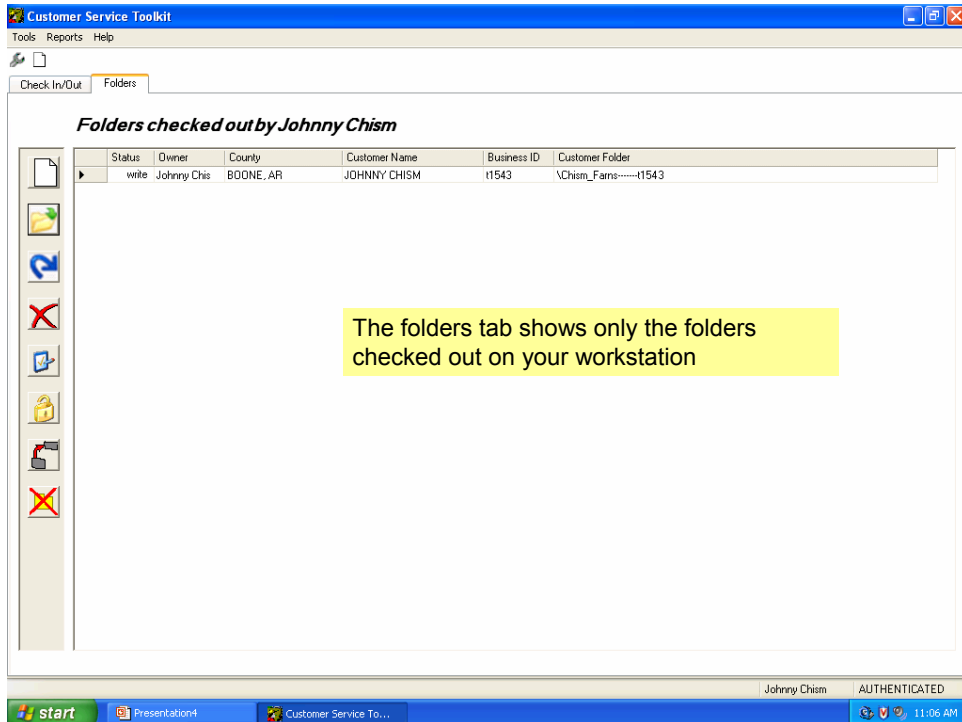 Customer Service Toolkit
Tools Reports Help
Check In/Out Folders
Folders checked out by Johnny Chism
Status Owner County Customer Name Business ID Customer Folder
write Johnny Chis BOONE, AR JOHNNY CHISM t1543 \Chism_Farns-------t1543
The folders tab shows only the folders
checked out on your workstation
Johnny Chism AUTHENTICATED
start Presentation4 Customer Service To... 11:06 AM